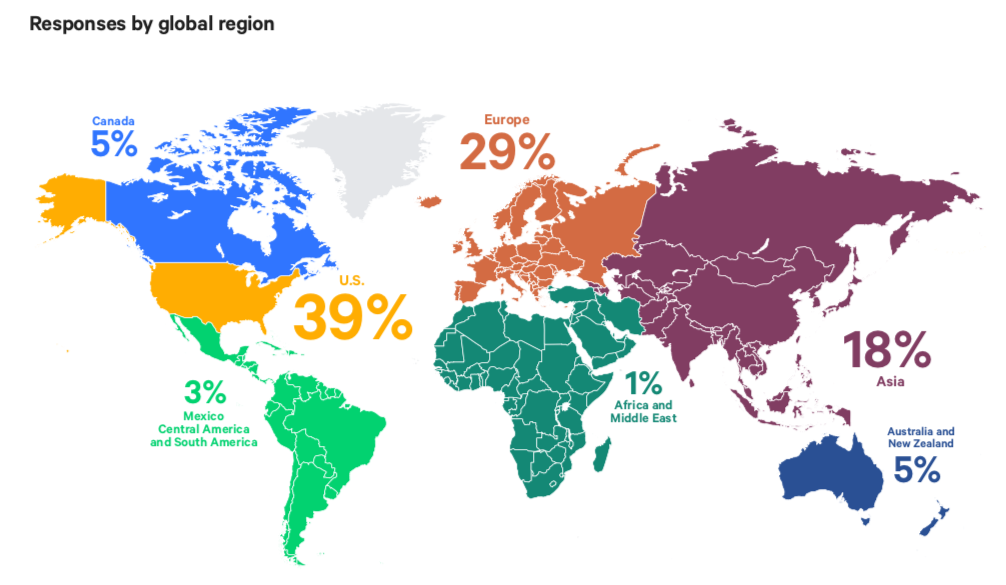 Responses by global region
Canada
5%
Europe
29%
U.S.
39%
18%
Asia
3%
Mexico
Central America
and South America
1%
Africa and
Middle East
Australia and
New Zealand
5%